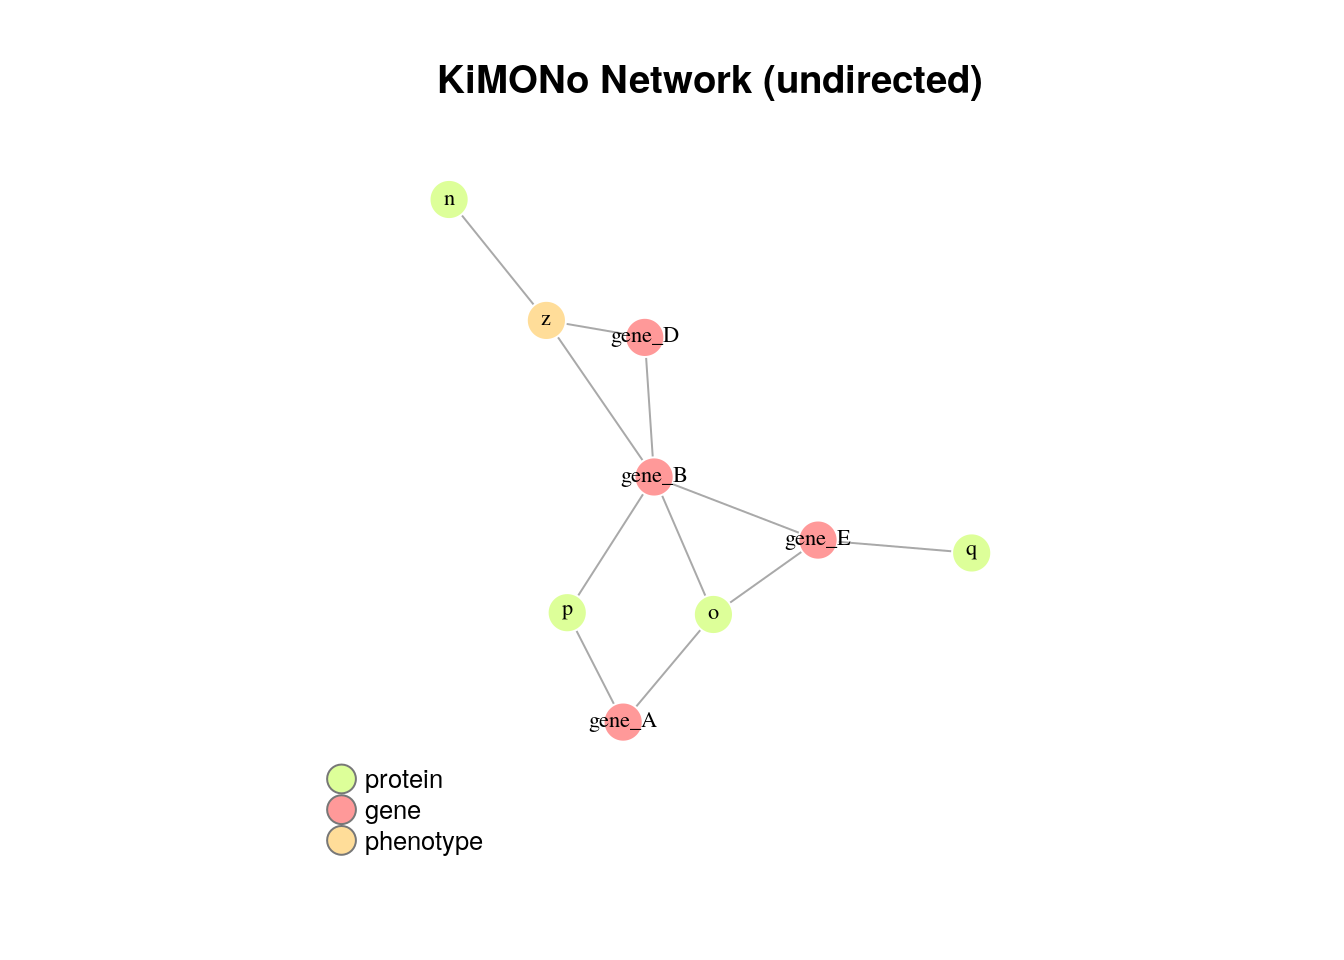 KiMONo Network (undirected)
n
z
gene_D
gene_B
gene_E
q
p
o
gene_A
protein
gene
phenotype